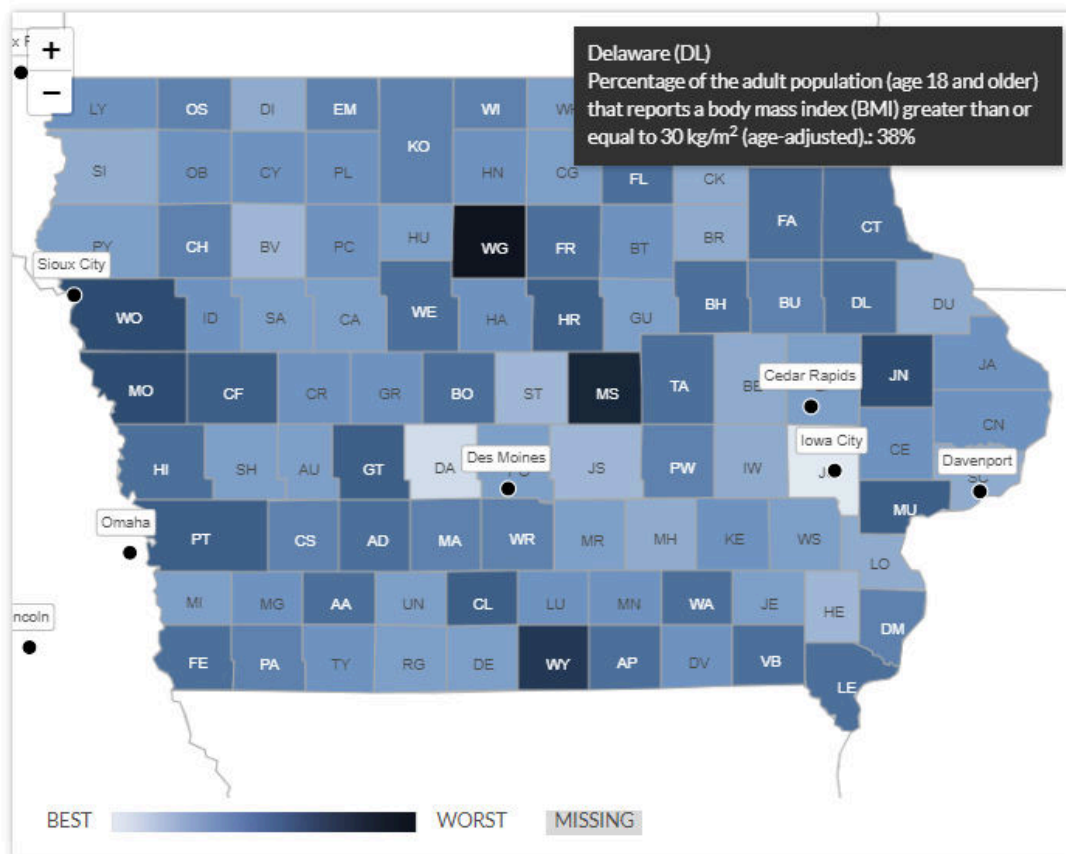 +
−
Delaware (DL)
Percentage of the adult population (age 18 and older)
that reports a body mass index (BMI) greater than or
equal to 30 kg/m² (age-adjusted).: 38%
LY OS DI EM WI
KO
SI OB CY PL HN CG FL CK
FA CT
PY CH BV PC HU WG FR BT BR
Sioux City
WO ID SA CA WE HA HR GU BH BU DL DU
MO CF CR GR BO ST MS TA BE JN JA
Cedar Rapids
CN
HI SH AU GT DA JS PW IW CE
Iowa City
Des Moines
Davenport
SC
PT CS AD MA WR MR MH KE WS MU
Omaha
LO
MI MG AA UN CL LU MN WA JE HE
ncoln
DM
FE PA TY RG DE WY AP DV VB
LE
BEST WORST MISSING